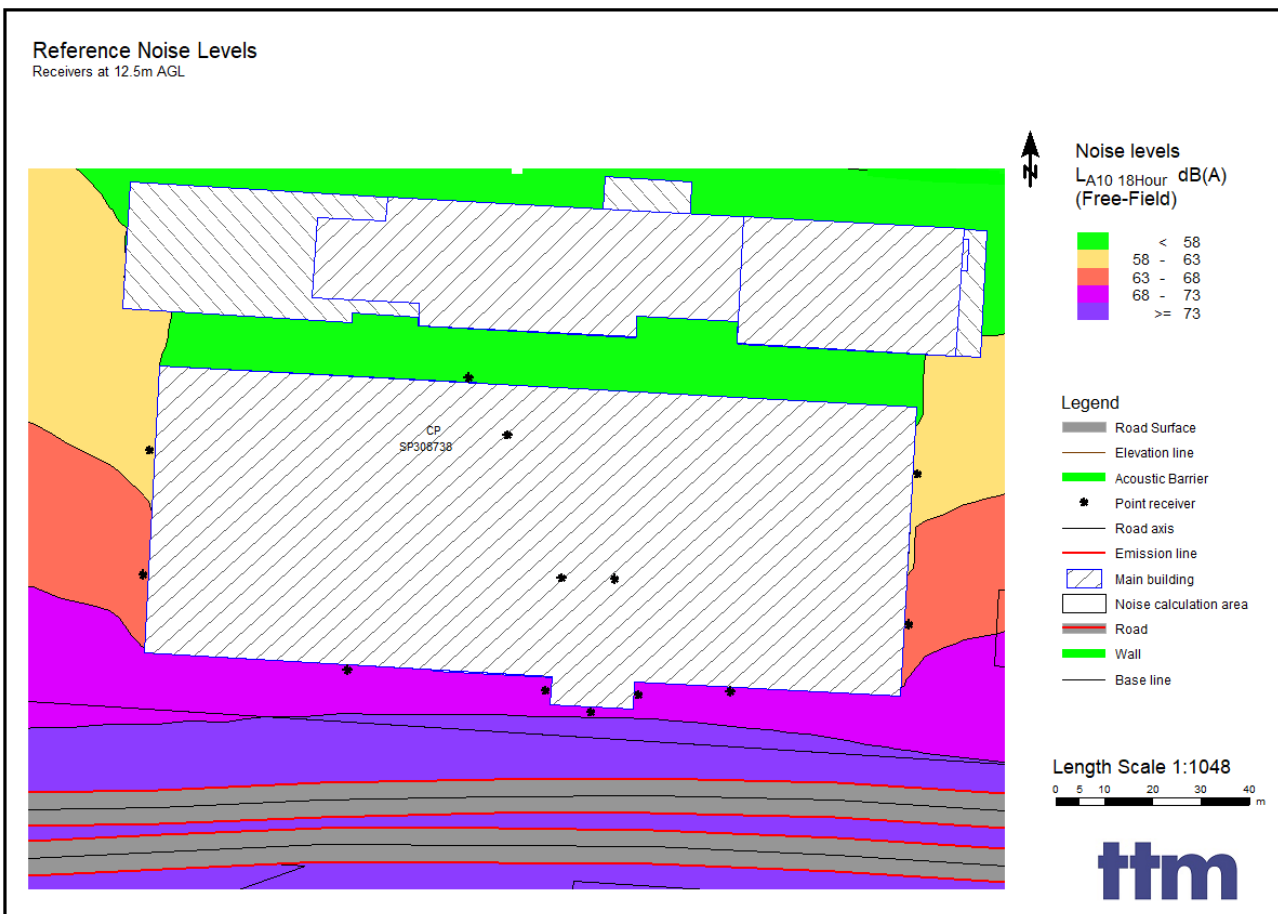 Reference Noise Levels
Receivers at 12.5m AGL
N
Noise levels
LA10 18Hour dB(A)
(Free-Field)
< 58
58 - 63
63 - 68
68 - 73
>= 73
CP
SP308738
Legend
Road Surface
Elevation line
Acoustic Barrier
Point receiver
Road axis
Emission line
Main building
Noise calculation area
Road
Wall
Base line
Length Scale 1:1048
0 5 10 20 30 40
m
ttm